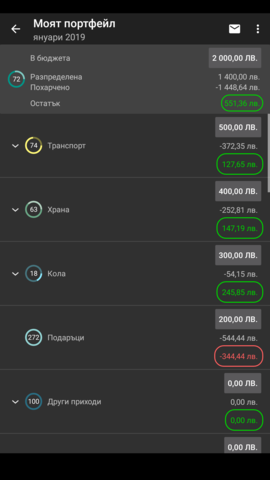 Моят портфейл
януари 2019
В бюджета 2 000,00 ЛВ.
72 Разпределена 1 400,00 лв.
Похарчено -1 448,64 лв.
Остатък 551,36 лв.
500,00 ЛВ.
74 Транспорт -372,35 лв.
127,65 лв.
400,00 ЛВ.
63 Храна -252,81 лв.
147,19 лв.
300,00 ЛВ.
18 Кола -54,15 лв.
245,85 лв.
200,00 ЛВ.
272 Подаръци -544,44 лв.
-344,44 лв.
0,00 ЛВ.
100 Други приходи 0,00 лв.
0,00 лв.
0,00 ЛВ.